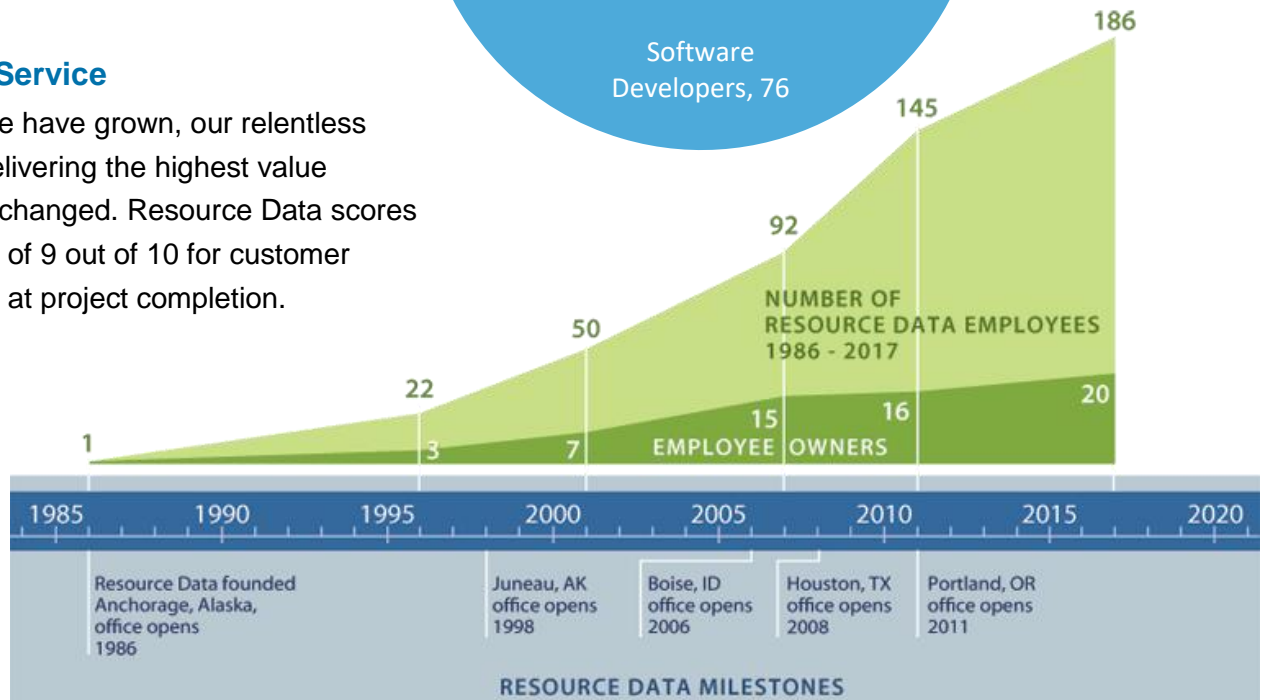 Service
e have grown, our relentless
elivering the highest value
changed. Resource Data scores
of 9 out of 10 for customer
at project completion.
Software
Developers, 76
186
145
92
50
22
1
NUMBER OF
RESOURCE DATA EMPLOYEES
1986 - 2017
3
7
15
16
20
EMPLOYEE OWNERS
1985 1990 1995 2000 2005 2010 2015 2020
Resource Data founded
Anchorage, Alaska,
office opens
1986
Juneau, AK
office opens
1998
Boise, ID
office opens
2006
Houston, TX
office opens
2008
Portland, OR
office opens
2011
RESOURCE DATA MILESTONES